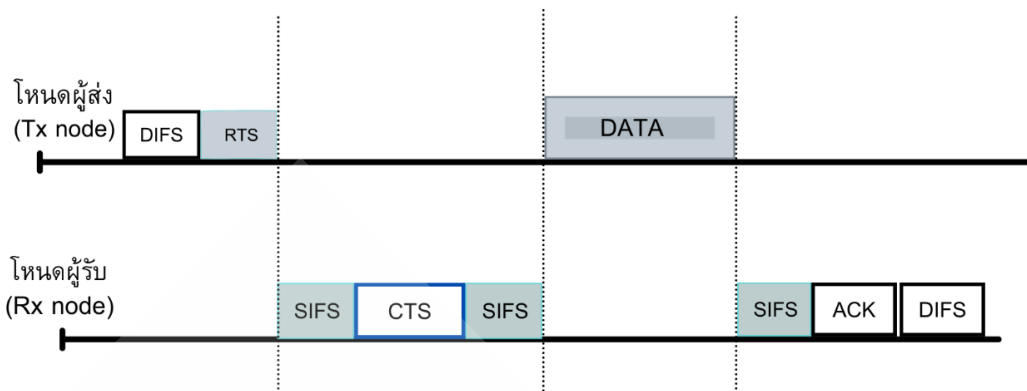 โหนดผู้ส่ง
(Tx node)
DIFS
RTS
DATA
โหนดผู้รับ
(Rx node)
SIFS
CTS
SIFS
SIFS
ACK
DIFS